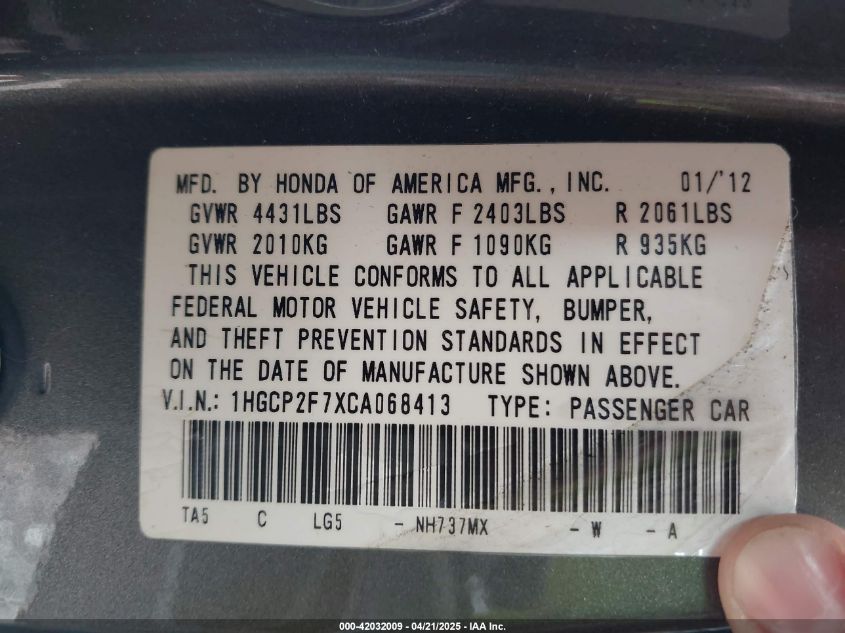 MFD. BY HONDA OF AMERICA MFG., INC. 01/'12
GVWR 4431LBS GAWR F 2403LBS R 2061LBS
GVWR 2010KG GAWR F 1090KG R 935KG
THIS VEHICLE CONFORMS TO ALL APPLICABLE
FEDERAL MOTOR VEHICLE SAFETY, BUMPER,
AND THEFT PREVENTION STANDARDS IN EFFECT
ON THE DATE OF MANUFACTURE SHOWN ABOVE.
V.I.N.: 1HGCP2F7XCA068413 TYPE: PASSENGER CAR
TA5 C LG5 - NH737MX - W - A
000-42032009 - 04/21/2025 - IAA Inc.